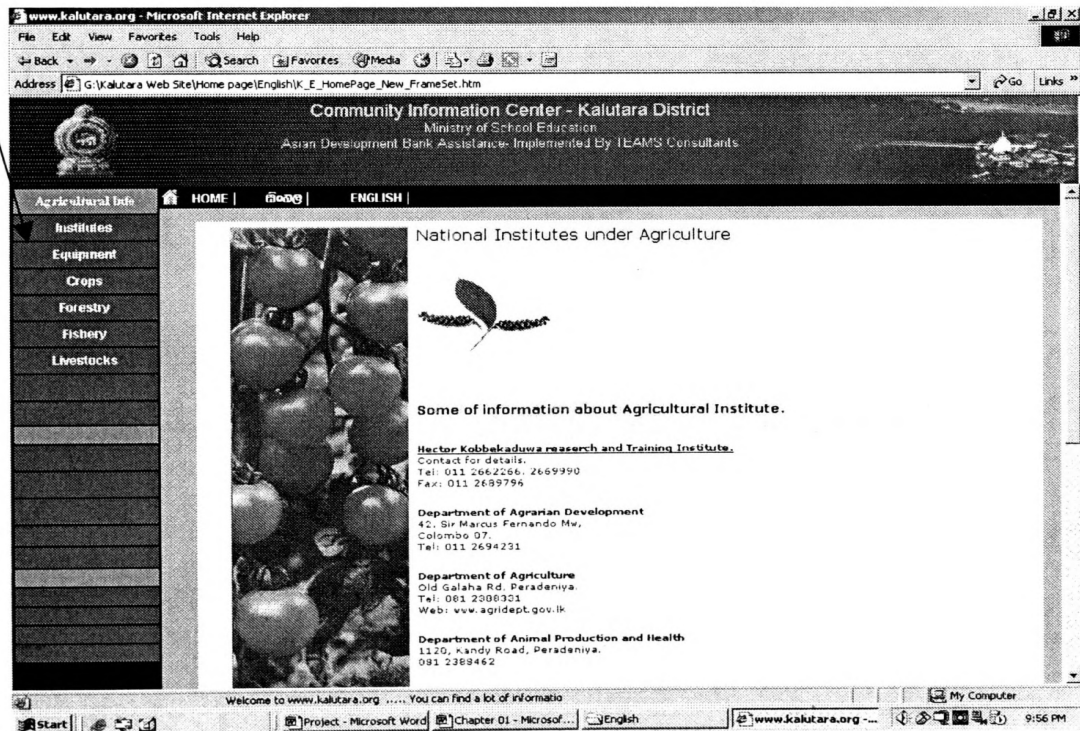 www.kalutara.org - Microsoft Internet Explorer
File Edit View Favorites Tools Help
Back Search Favorites Media
Address G:\Kalutara Web Site\Home page\English\K_E_HomePage_New_FrameSet.htm Go Links »
Community Information Center - Kalutara District
Ministry of School Education
Asian Development Bank Assistance- Implemented By TEAMS Consultants
Agricultural Info
HOME | සිංහල | ENGLISH |
Institutes
Equipment
Crops
Forestry
Fishery
Livestocks
National Institutes under Agriculture
Some of information about Agricultural Institute.
Hector Kobbekaduwa reaserch and Training Institute.
Contact for details.
Tel: 011 2662266, 2669990
Fax: 011 2689796
Department of Agrarian Development
42, Sir Marcus Fernando Mw,
Colombo 07.
Tel: 011 2694231
Department of Agriculture
Old Galaha Rd, Peradeniya.
Tel: 081 2388331
Web: www.agridept.gov.lk
Department of Animal Production and Health
1120, Kandy Road, Peradeniya.
081 2388462
Welcome to www.kalutara.org ..... You can find a lot of informatio
My Computer
Start Project - Microsoft Word Chapter 01 - Microsof... English www.kalutara.org -... 9:56 PM